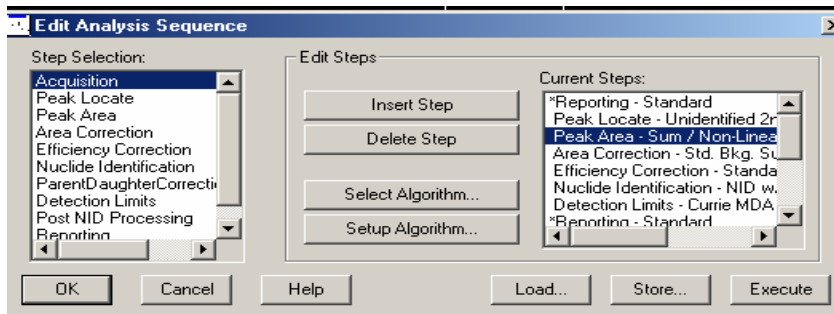 Edit Analysis Sequence
Step Selection:
Acquisition
Peak Locate
Peak Area
Area Correction
Efficiency Correction
Nuclide Identification
ParentDaughterCorrecti
Detection Limits
Post NID Processing
Reporting
Edit Steps
Insert Step
Delete Step
Select Algorithm...
Setup Algorithm...
Current Steps:
*Reporting - Standard
Peak Locate - Unidentified 2r
Peak Area - Sum / Non-Linea
Area Correction - Std. Bkg. Su
Efficiency Correction - Standa
Nuclide Identification - NID w.
Detection Limits - Currie MDA
*Reporting - Standard
OK
Cancel
Help
Load...
Store...
Execute